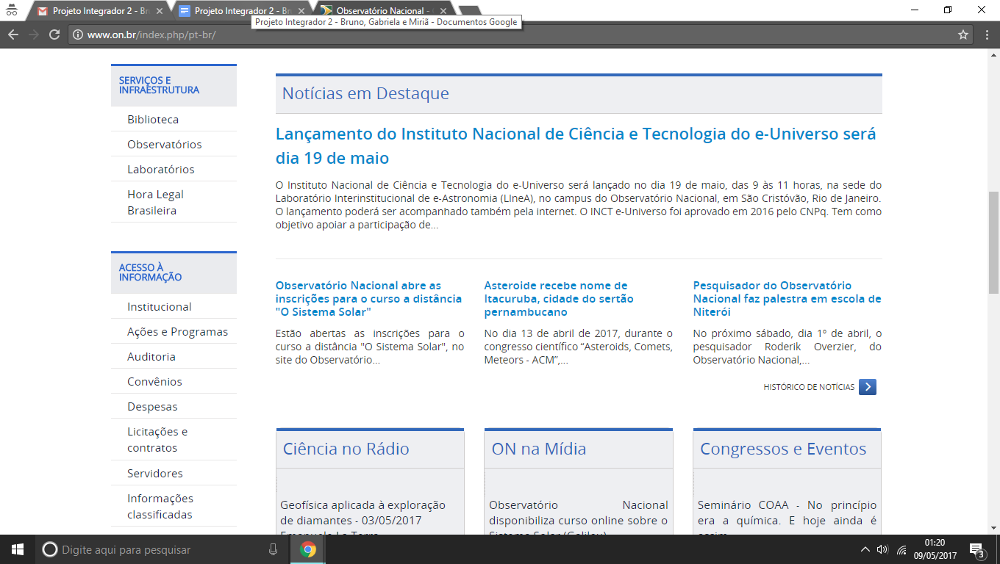 Projeto Integrador 2 - Br
Projeto Integrador 2 - Br
Observatório Nacional -
Projeto Integrador 2 - Bruno, Gabriela e Miriã - Documentos Google
www.on.br/index.php/pt-br/
SERVIÇOS E
INFRAESTRUTURA
Biblioteca
Observatórios
Laboratórios
Hora Legal
Brasileira
ACESSO À
INFORMAÇÃO
Institucional
Ações e Programas
Auditoria
Convênios
Despesas
Licitações e
contratos
Servidores
Informações
classificadas
Notícias em Destaque
Lançamento do Instituto Nacional de Ciência e Tecnologia do e-Universo será
dia 19 de maio
O Instituto Nacional de Ciência e Tecnologia do e-Universo será lançado no dia 19 de maio, das 9 às 11 horas, na sede do
Laboratório Interinstitucional de e-Astronomia (LIneA), no campus do Observatório Nacional, em São Cristóvão, Rio de Janeiro.
O lançamento poderá ser acompanhado também pela internet. O INCT e-Universo foi aprovado em 2016 pelo CNPq. Tem como
objetivo apoiar a participação de...
Observatório Nacional abre as
inscrições para o curso a distância
"O Sistema Solar"
Estão abertas as inscrições para o
curso a distância "O Sistema Solar", no
site do Observatório...
Asteroide recebe nome de
Itacuruba, cidade do sertão
pernambucano
No dia 13 de abril de 2017, durante o
congresso científico “Asteroids, Comets,
Meteors - ACM”,...
Pesquisador do Observatório
Nacional faz palestra em escola de
Niterói
No próximo sábado, dia 1º de abril, o
pesquisador Roderik Overzier, do
Observatório Nacional,...
HISTÓRICO DE NOTÍCIAS
Ciência no Rádio
Geofísica aplicada à exploração
de diamantes - 03/05/2017
Emanuele La Terra
ON na Mídia
Observatório Nacional
disponibiliza curso online sobre o
Sistema Solar (Galileu)
Congressos e Eventos
Seminário COAA - No princípio
era a química. E hoje ainda é
assim
Digite aqui para pesquisar
01:20
09/05/2017
3